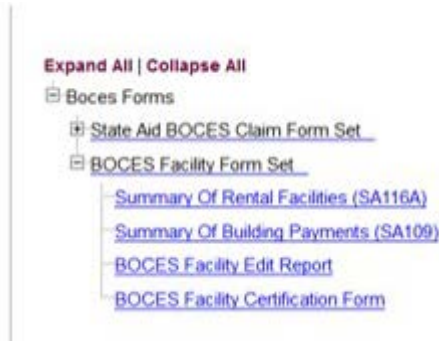 Expand All | Collapse All
Boces Forms
State Aid BOCES Claim Form Set
BOCES Facility Form Set
Summary Of Rental Facilities (SA116A)
Summary Of Building Payments (SA109)
BOCES Facility Edit Report
BOCES Facility Certification Form